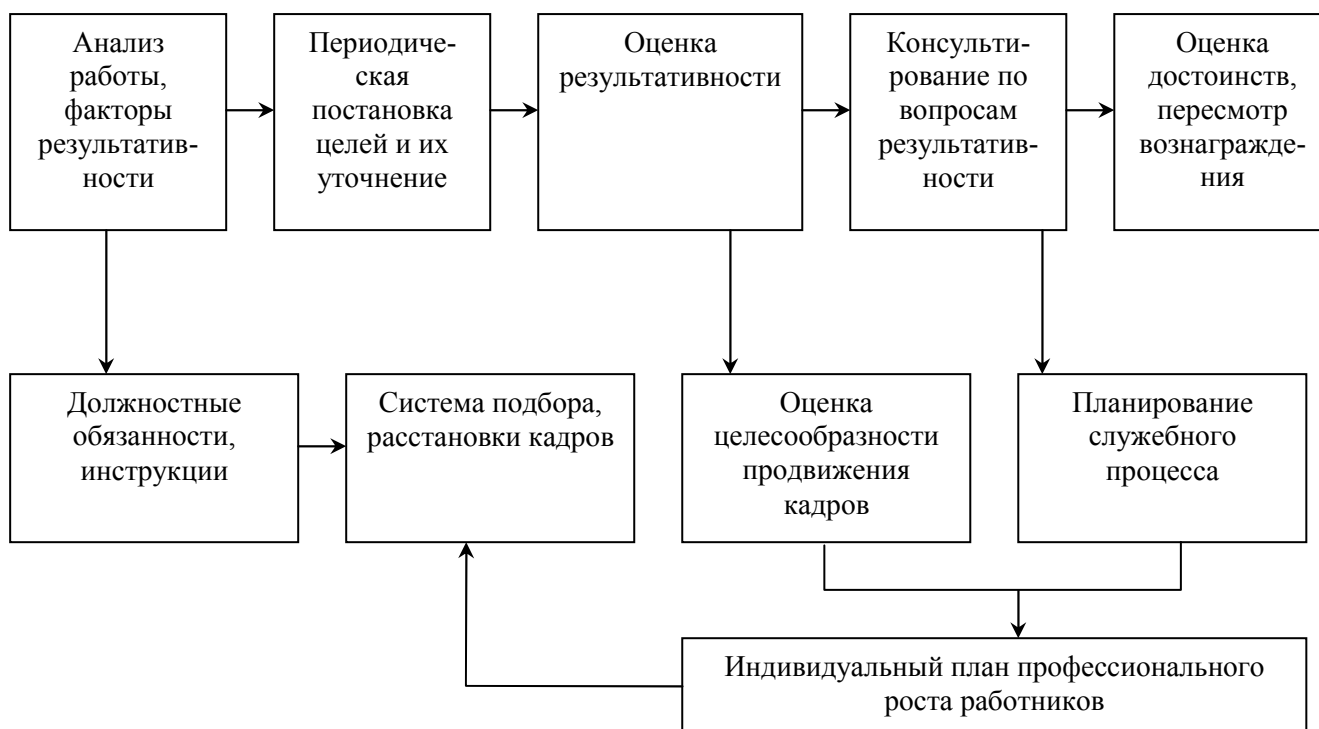 Анализ
работы,
факторы
результатив-
ности
Периодиче-
ская
постановка
целей и их
уточнение
Оценка
результативности
Консульти-
рование по
вопросам
результатив-
ности
Оценка
достоинств,
пересмотр
вознагражде-
ния
Должностные
обязанности,
инструкции
Система подбора,
расстановки кадров
Оценка
целесообразности
продвижения
кадров
Планирование
служебного
процесса
Индивидуальный план профессионального
роста работников